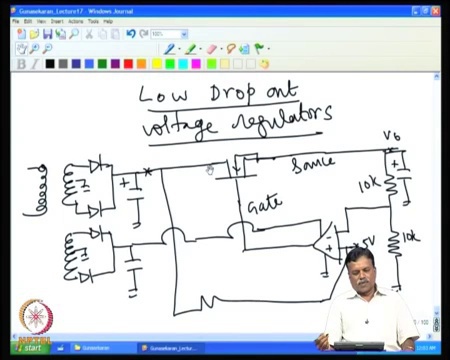 Gunasekaran_Lecture17 - Windows Journal
File Edit View Insert Actions Tools Help
100%
B I
Low Drop out
voltage regulators
Source
Vo
Gate
10k
5V
10k
start
Gunasekaran
Gunasekaran_Lectur...